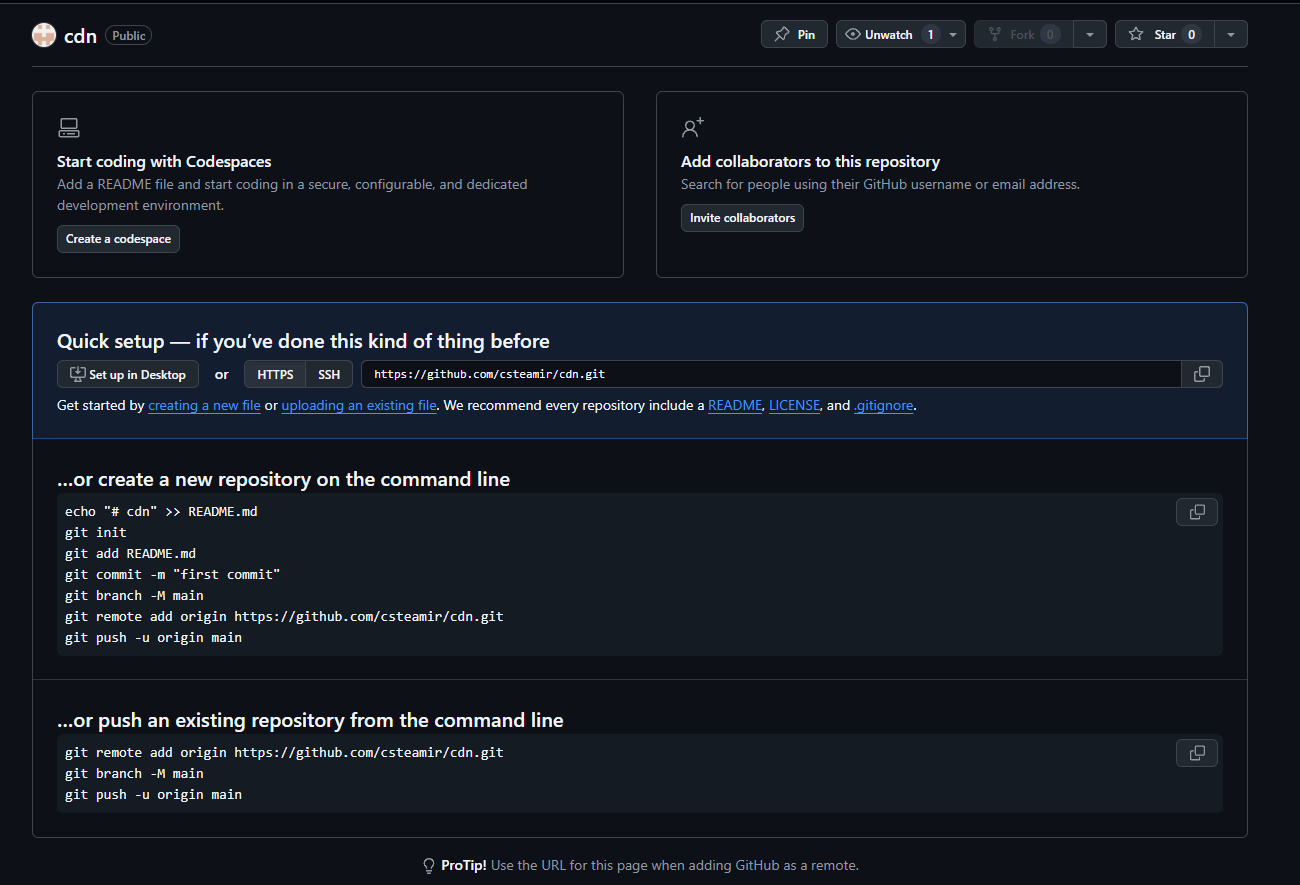 cdn Public Pin Unwatch 1 Fork 0 Star 0
Start coding with Codespaces
Add a README file and start coding in a secure, configurable, and dedicated
development environment.
Create a codespace
Add collaborators to this repository
Search for people using their GitHub username or email address.
Invite collaborators
Quick setup — if you’ve done this kind of thing before
Set up in Desktop or HTTPS SSH https://github.com/csteamir/cdn.git
Get started by creating a new file or uploading an existing file. We recommend every repository include a README, LICENSE, and .gitignore.
…or create a new repository on the command line
echo "# cdn" >> README.md
git init
git add README.md
git commit -m "first commit"
git branch -M main
git remote add origin https://github.com/csteamir/cdn.git
git push -u origin main
…or push an existing repository from the command line
git remote add origin https://github.com/csteamir/cdn.git
git branch -M main
git push -u origin main
ProTip! Use the URL for this page when adding GitHub as a remote.